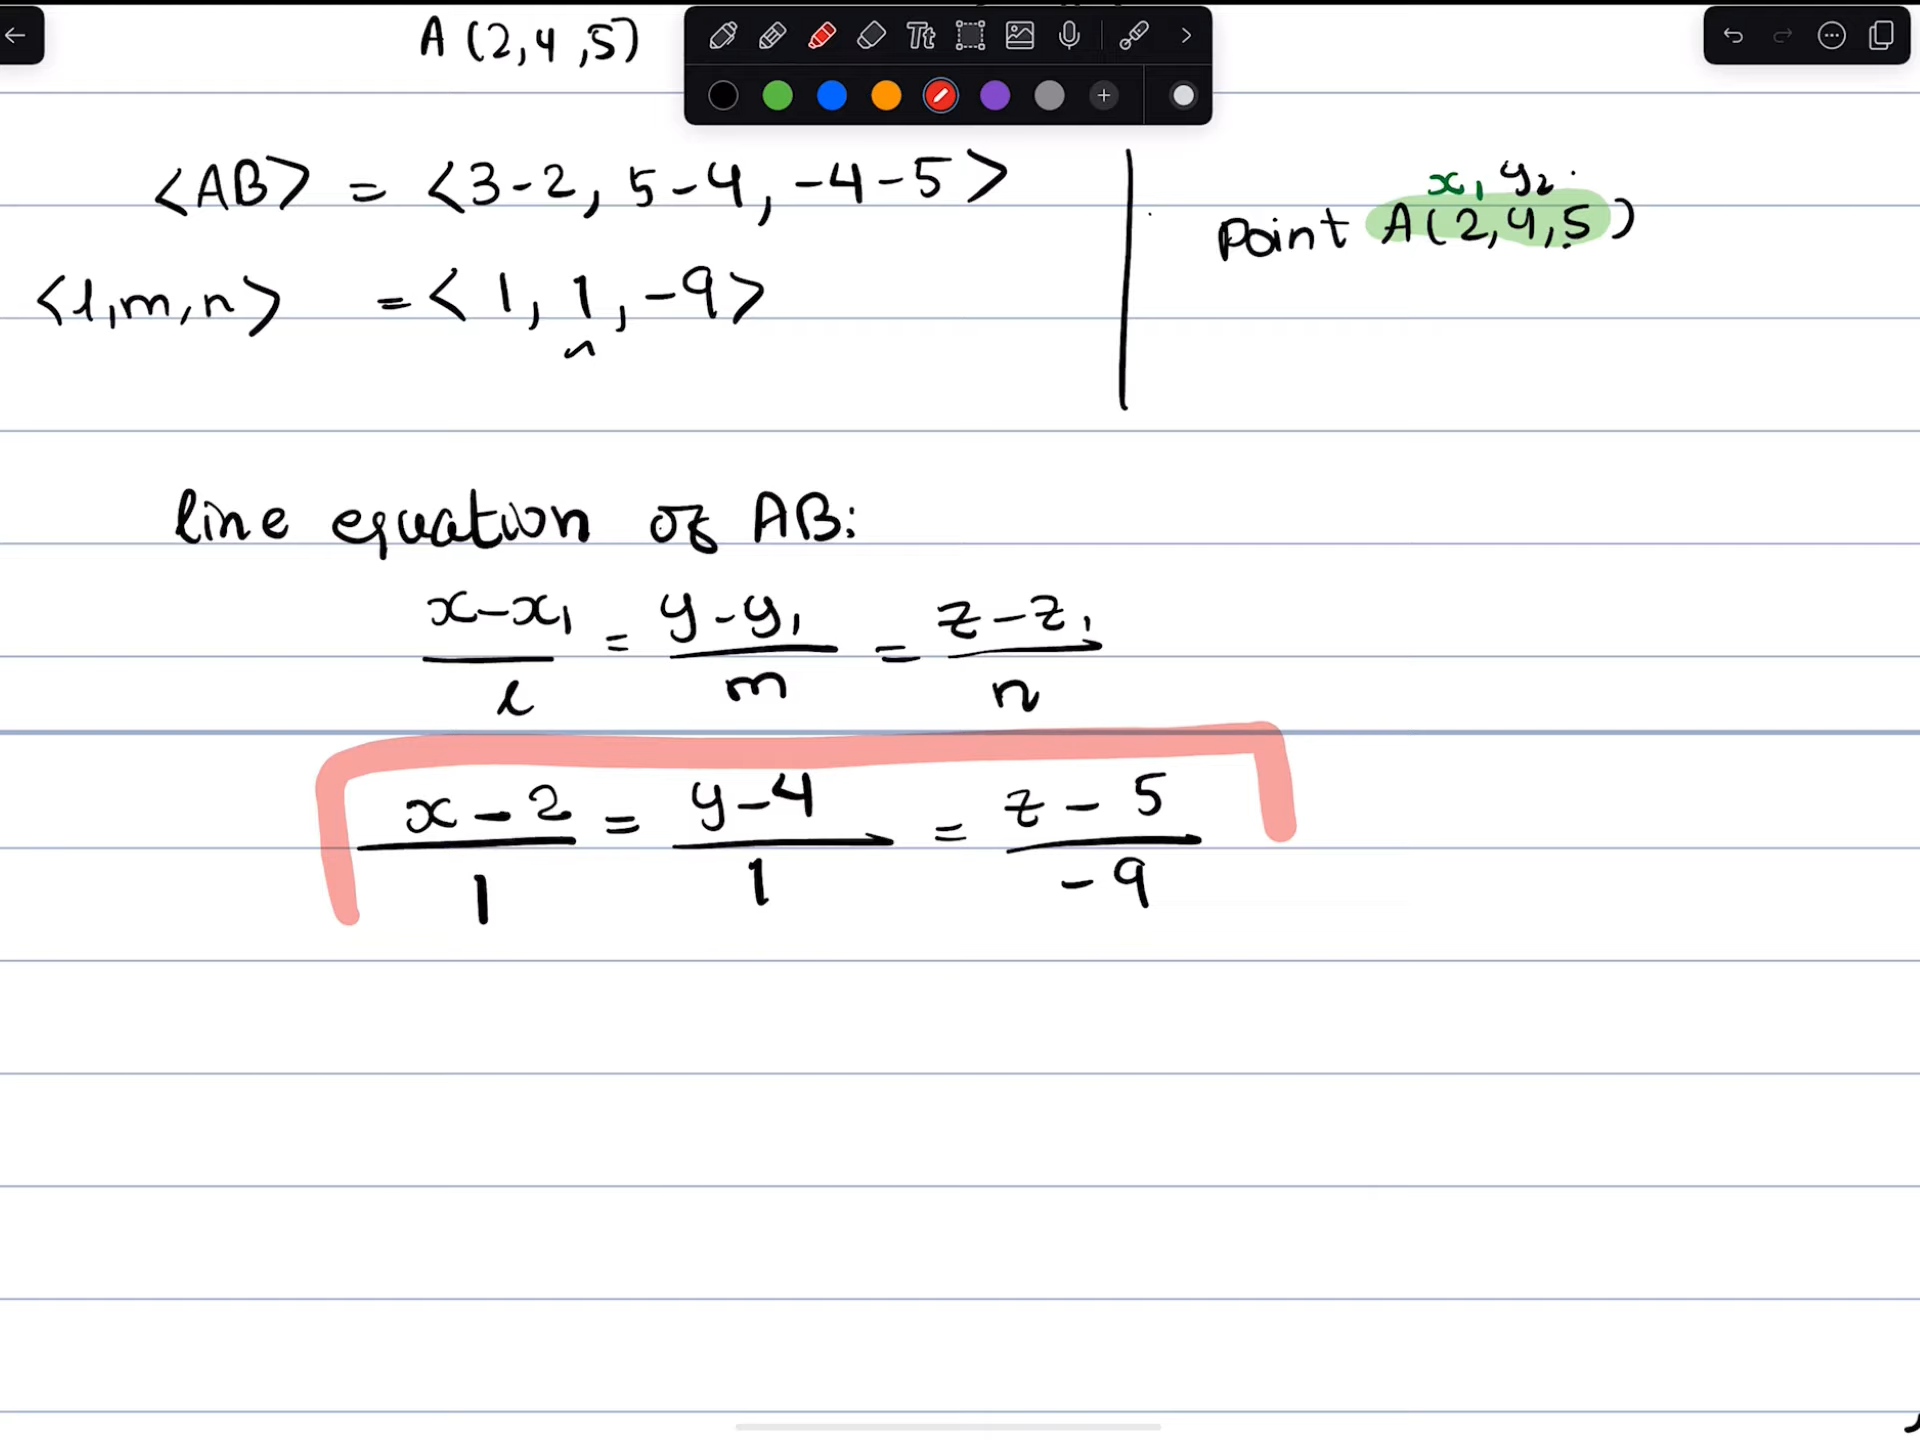 A (2,4,5)
Tt
<AB> = <3-2, 5-4, -4-5>
x₁ y₂
Point A(2,4,5)
<l,m,n> = <1, 1, -9>
line equation of AB:
x-x₁ = y-y₁ = z-z₁
l m n
x-2 = y-4 = z-5
1 1 -9